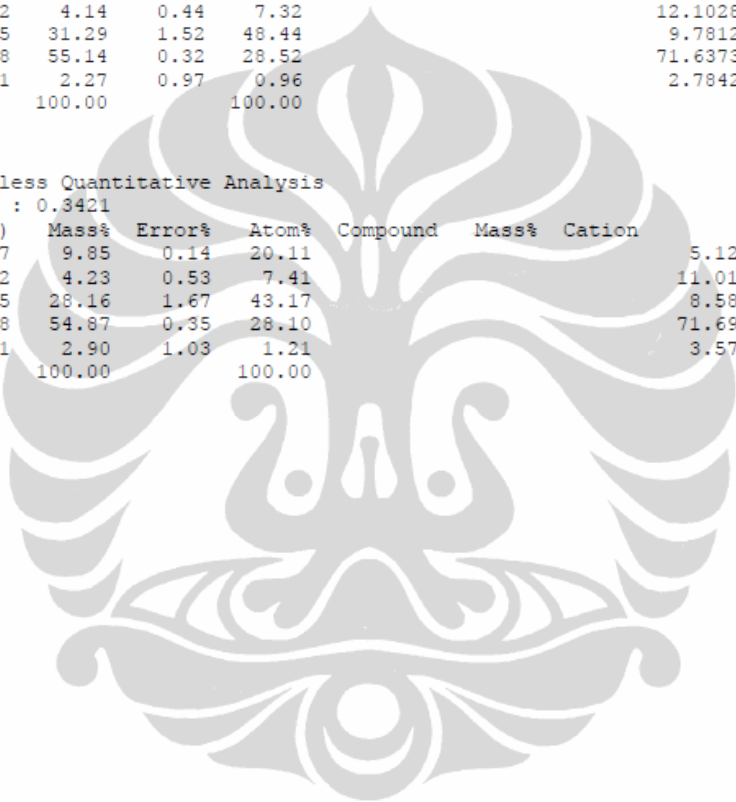 2 4.14 0.44 7.32 12.1028
5 31.29 1.52 48.44 9.7812
8 55.14 0.32 28.52 71.6373
1 2.27 0.97 0.96 2.7842
100.00 100.00
less Quantitative Analysis
: 0.3421
) Mass% Error% Atom% Compound Mass% Cation
7 9.85 0.14 20.11 5.12
2 4.23 0.53 7.41 11.01
5 28.16 1.67 43.17 8.58
8 54.87 0.35 28.10 71.69
1 2.90 1.03 1.21 3.57
100.00 100.00